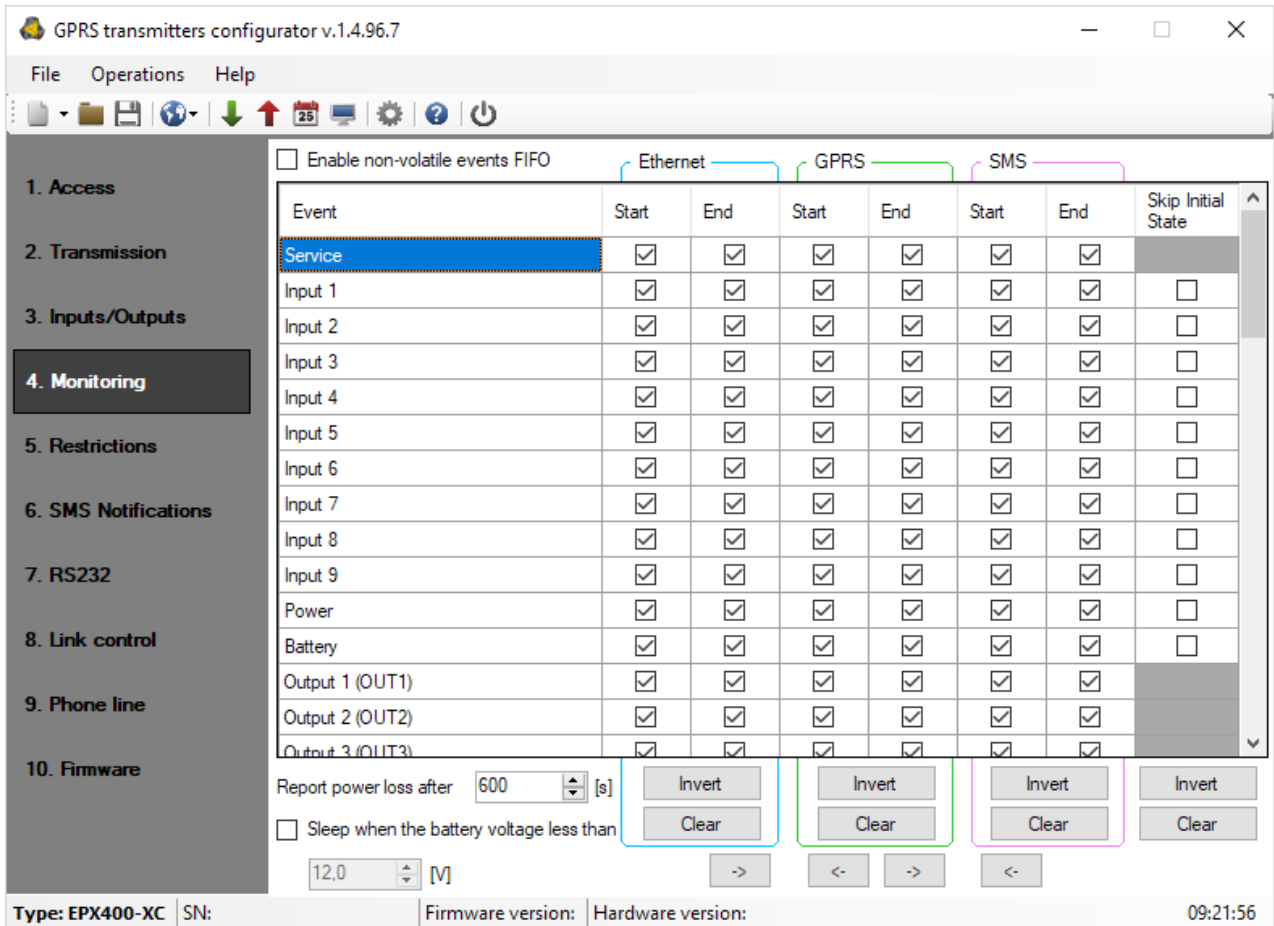 GPRS transmitters configurator v.1.4.96.7
File Operations Help
25
Enable non-volatile events FIFO Ethernet GPRS SMS
1. Access
2. Transmission
3. Inputs/Outputs
4. Monitoring
5. Restrictions
6. SMS Notifications
7. RS232
8. Link control
9. Phone line
10. Firmware
Event Start End Start End Start End Skip Initial State
Service
Input 1
Input 2
Input 3
Input 4
Input 5
Input 6
Input 7
Input 8
Input 9
Power
Battery
Output 1 (OUT1)
Output 2 (OUT2)
Output 3 (OUT3)
Report power loss after 600 [s] Invert Invert Invert Invert
Sleep when the battery voltage less than Clear Clear Clear Clear
12,0 [V] -> <- -> <-
Type: EPX400-XC SN: Firmware version: Hardware version: 09:21:56